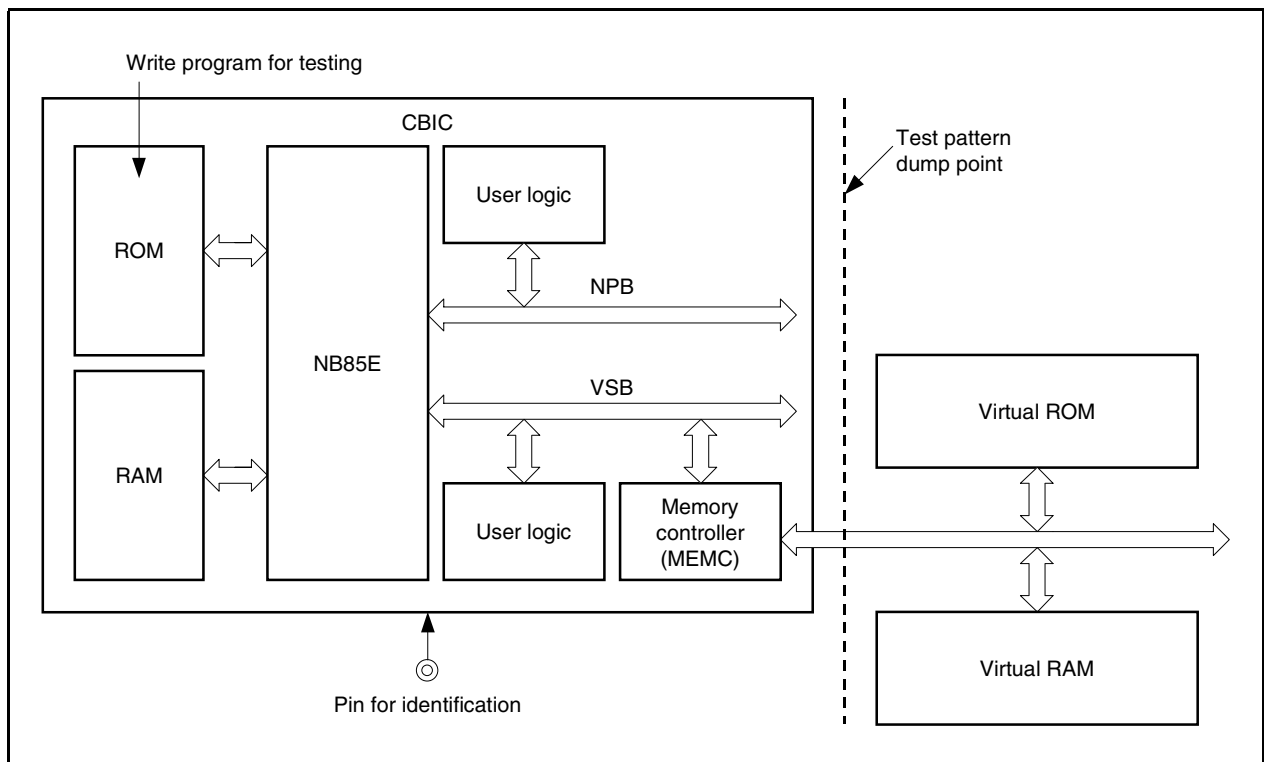 Write program for testing
CBIC
Test pattern
dump point
User logic
ROM
NPB
NB85E
VSB
Virtual ROM
RAM
User logic
Memory
controller
(MEMC)
Virtual RAM
Pin for identification